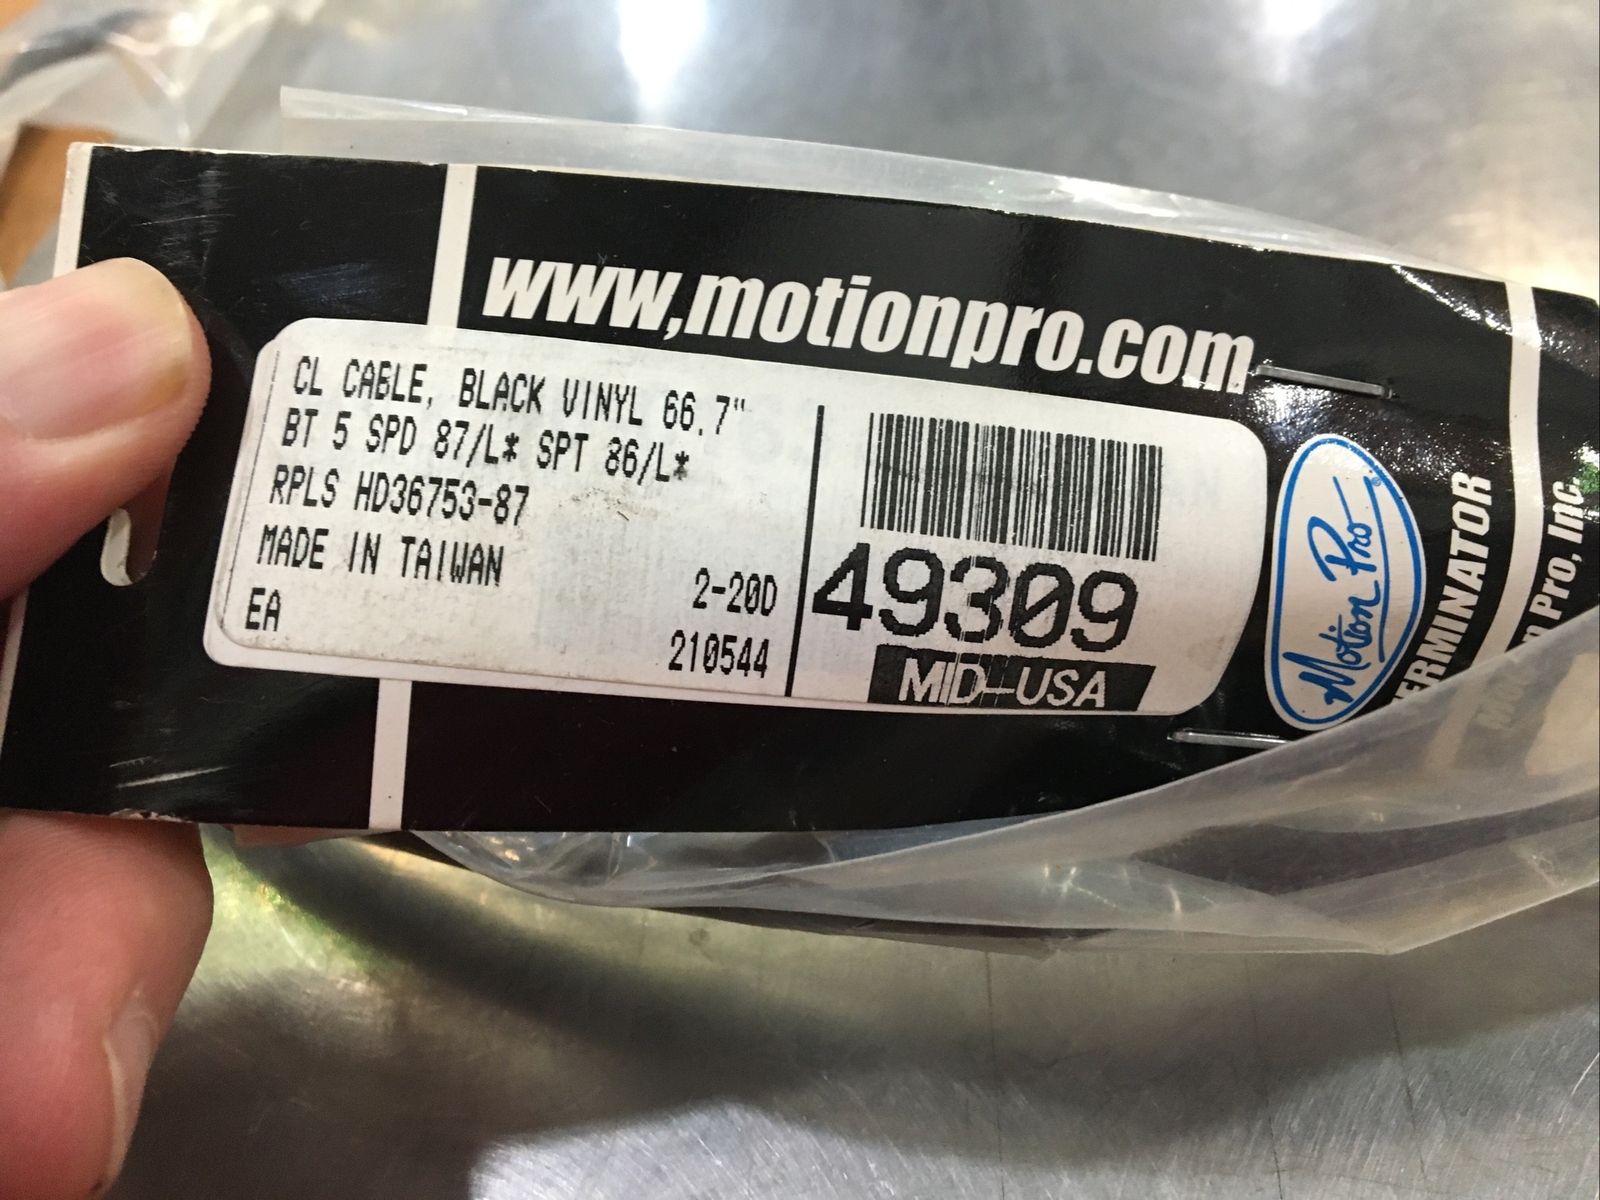 www.motionpro.com
CL CABLE, BLACK VINYL 66.7"
BT 5 SPD 87/L* SPT 86/L*
RPLS HD36753-87
MADE IN TAIWAN
EA
2-20D
210544
49309
MID-USA
Motion Pro®
ERMINATOR
Pro, Inc.